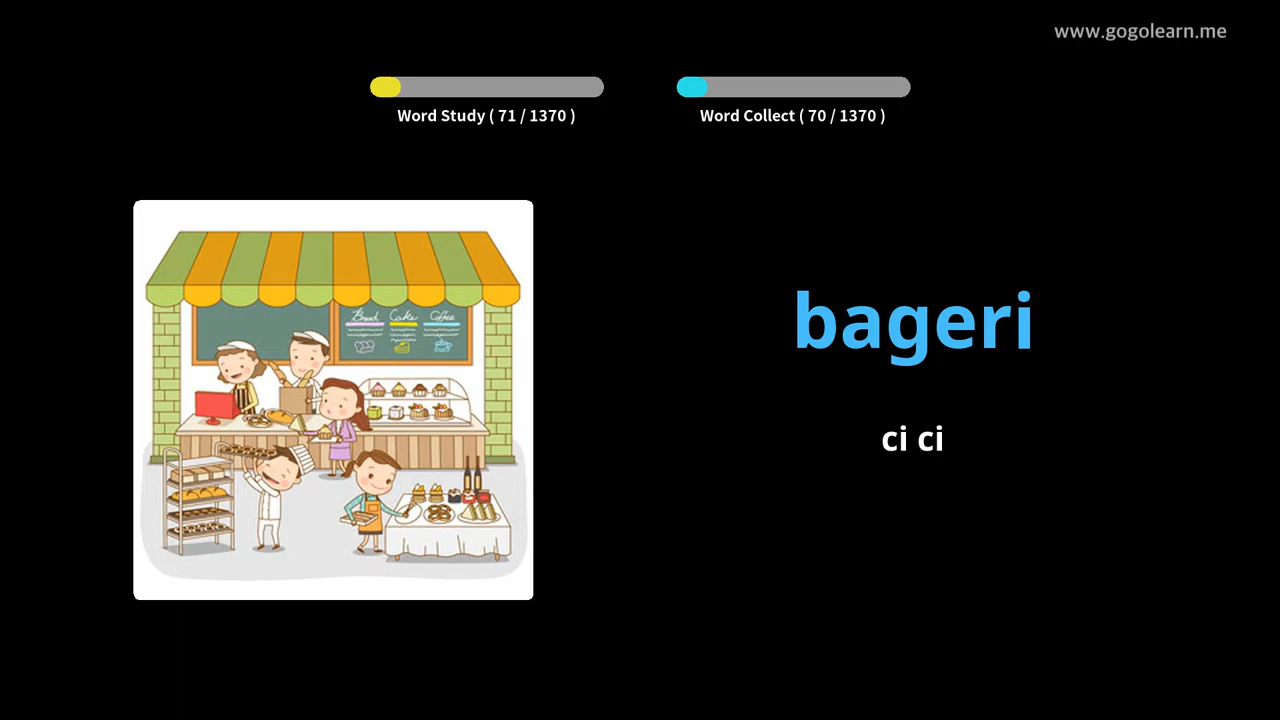 www.gogolearn.me
Word Study ( 71 / 1370 )
Word Collect ( 70 / 1370 )
Bread Cake Coffee
bageri
ci ci